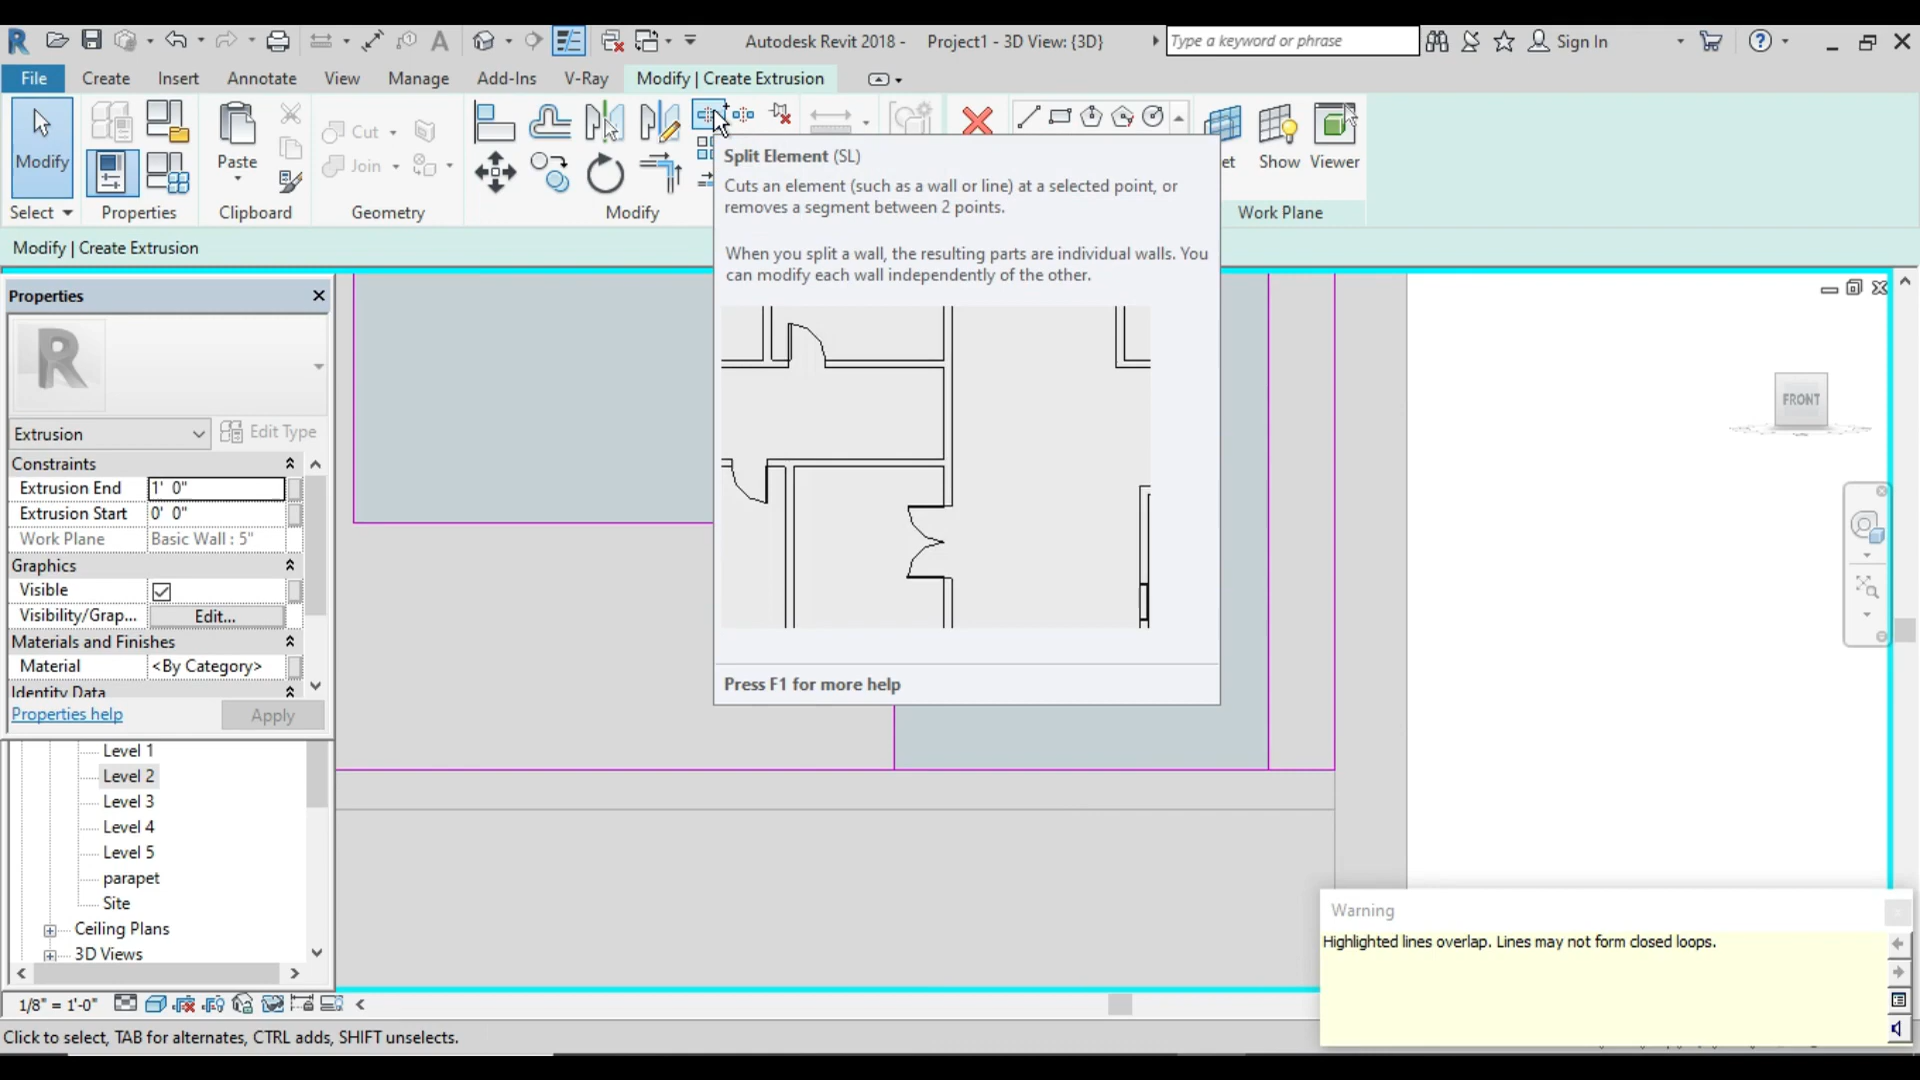 Autodesk Revit 2018 - Project1 - 3D View: {3D}
Type a keyword or phrase
Sign In
File Create Insert Annotate View Manage Add-Ins V-Ray Modify | Create Extrusion
Modify
Cut
Join
Paste
et
Show
Viewer
Select
Properties
Clipboard
Geometry
Modify
Work Plane
Modify | Create Extrusion
Split Element (SL)
Cuts an element (such as a wall or line) at a selected point, or
removes a segment between 2 points.
When you split a wall, the resulting parts are individual walls. You
can modify each wall independently of the other.
Press F1 for more help
Properties
R
Extrusion
Edit Type
Constraints
Extrusion End 1' 0"
Extrusion Start 0' 0"
Work Plane Basic Wall : 5"
Graphics
Visible
Visibility/Grap... Edit...
Materials and Finishes
Material <By Category>
Identity Data
Properties help
Apply
Level 1
Level 2
Level 3
Level 4
Level 5
parapet
Site
Ceiling Plans
3D Views
FRONT
Warning
Highlighted lines overlap. Lines may not form closed loops.
1/8" = 1'-0"
Click to select, TAB for alternates, CTRL adds, SHIFT unselects.